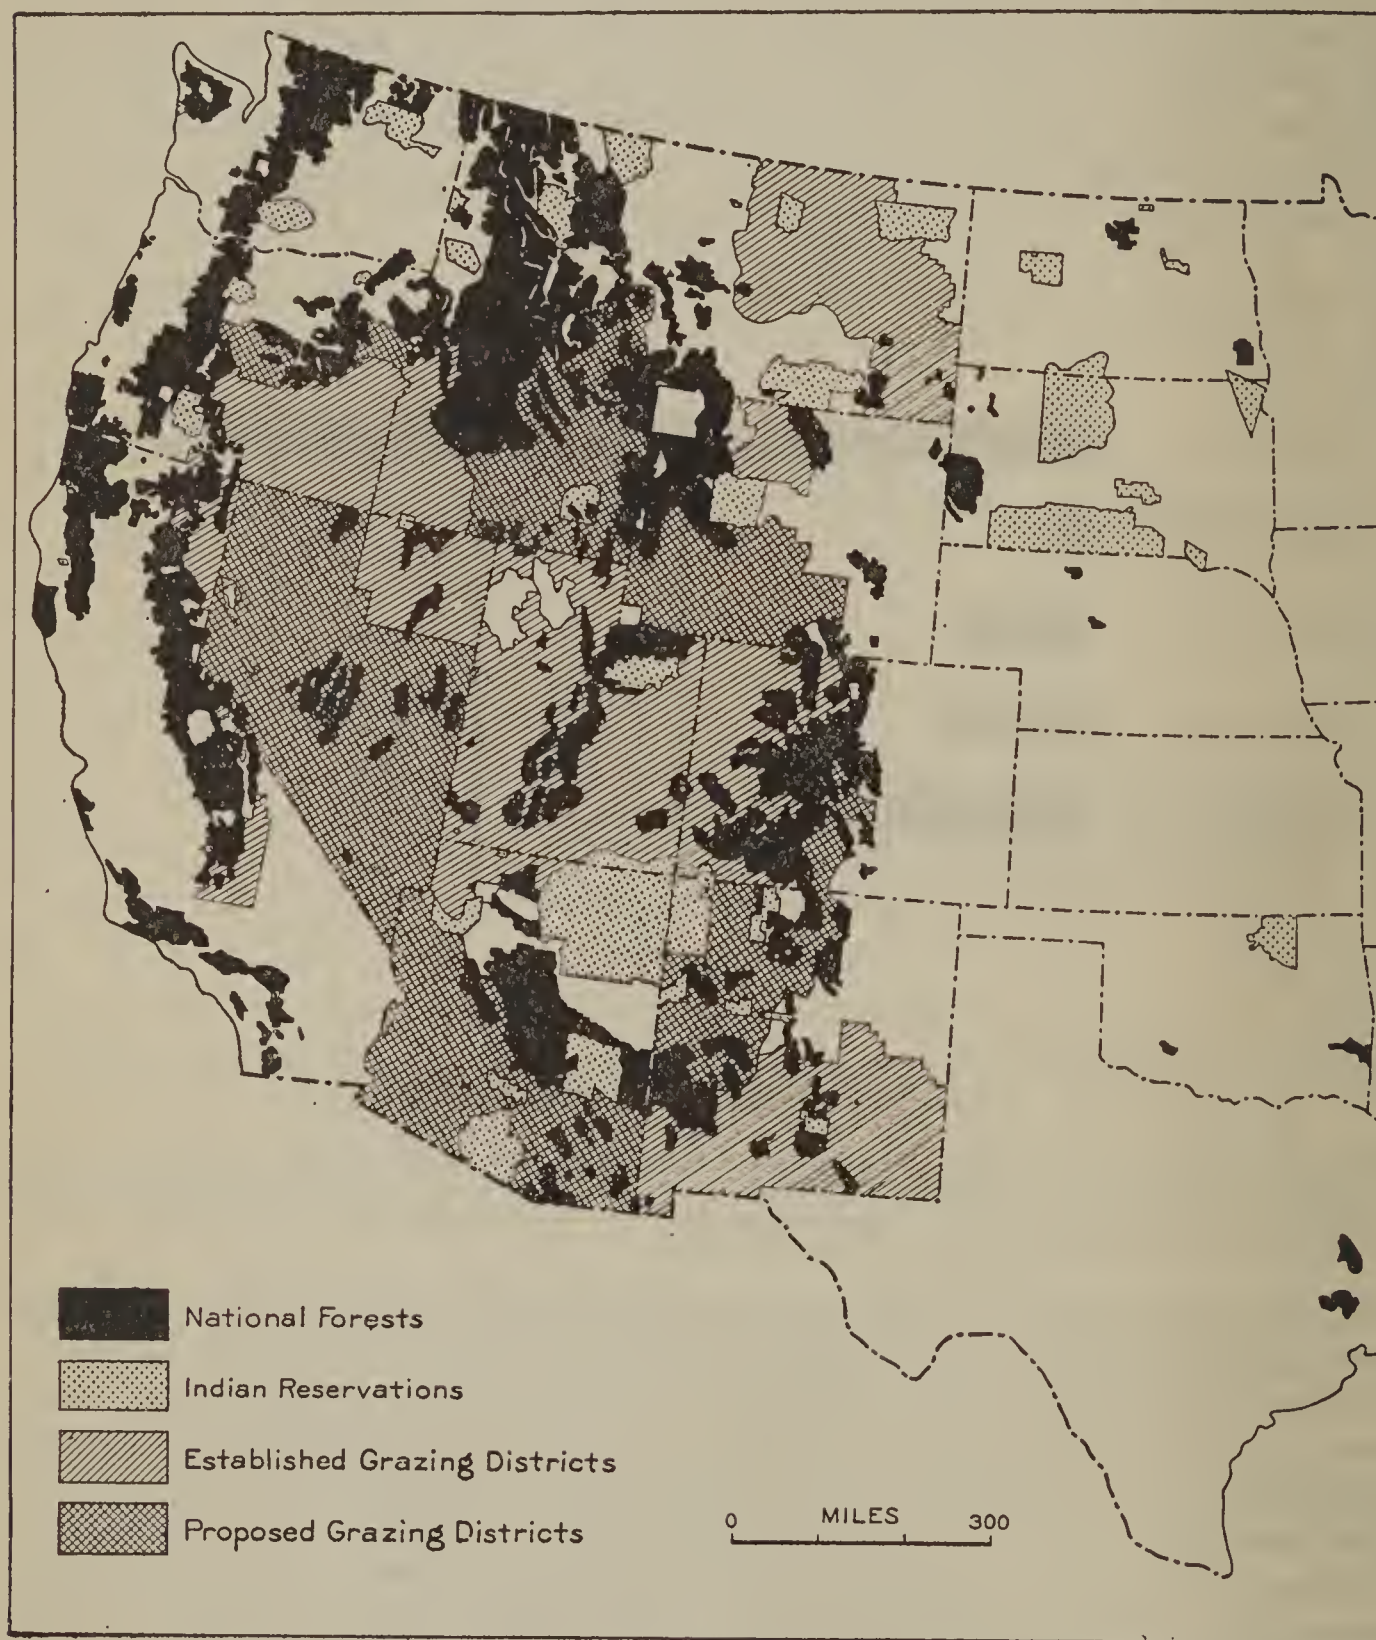 National Forests
Indian Reservations
Established Grazing Districts
Proposed Grazing Districts
MILES
0 300